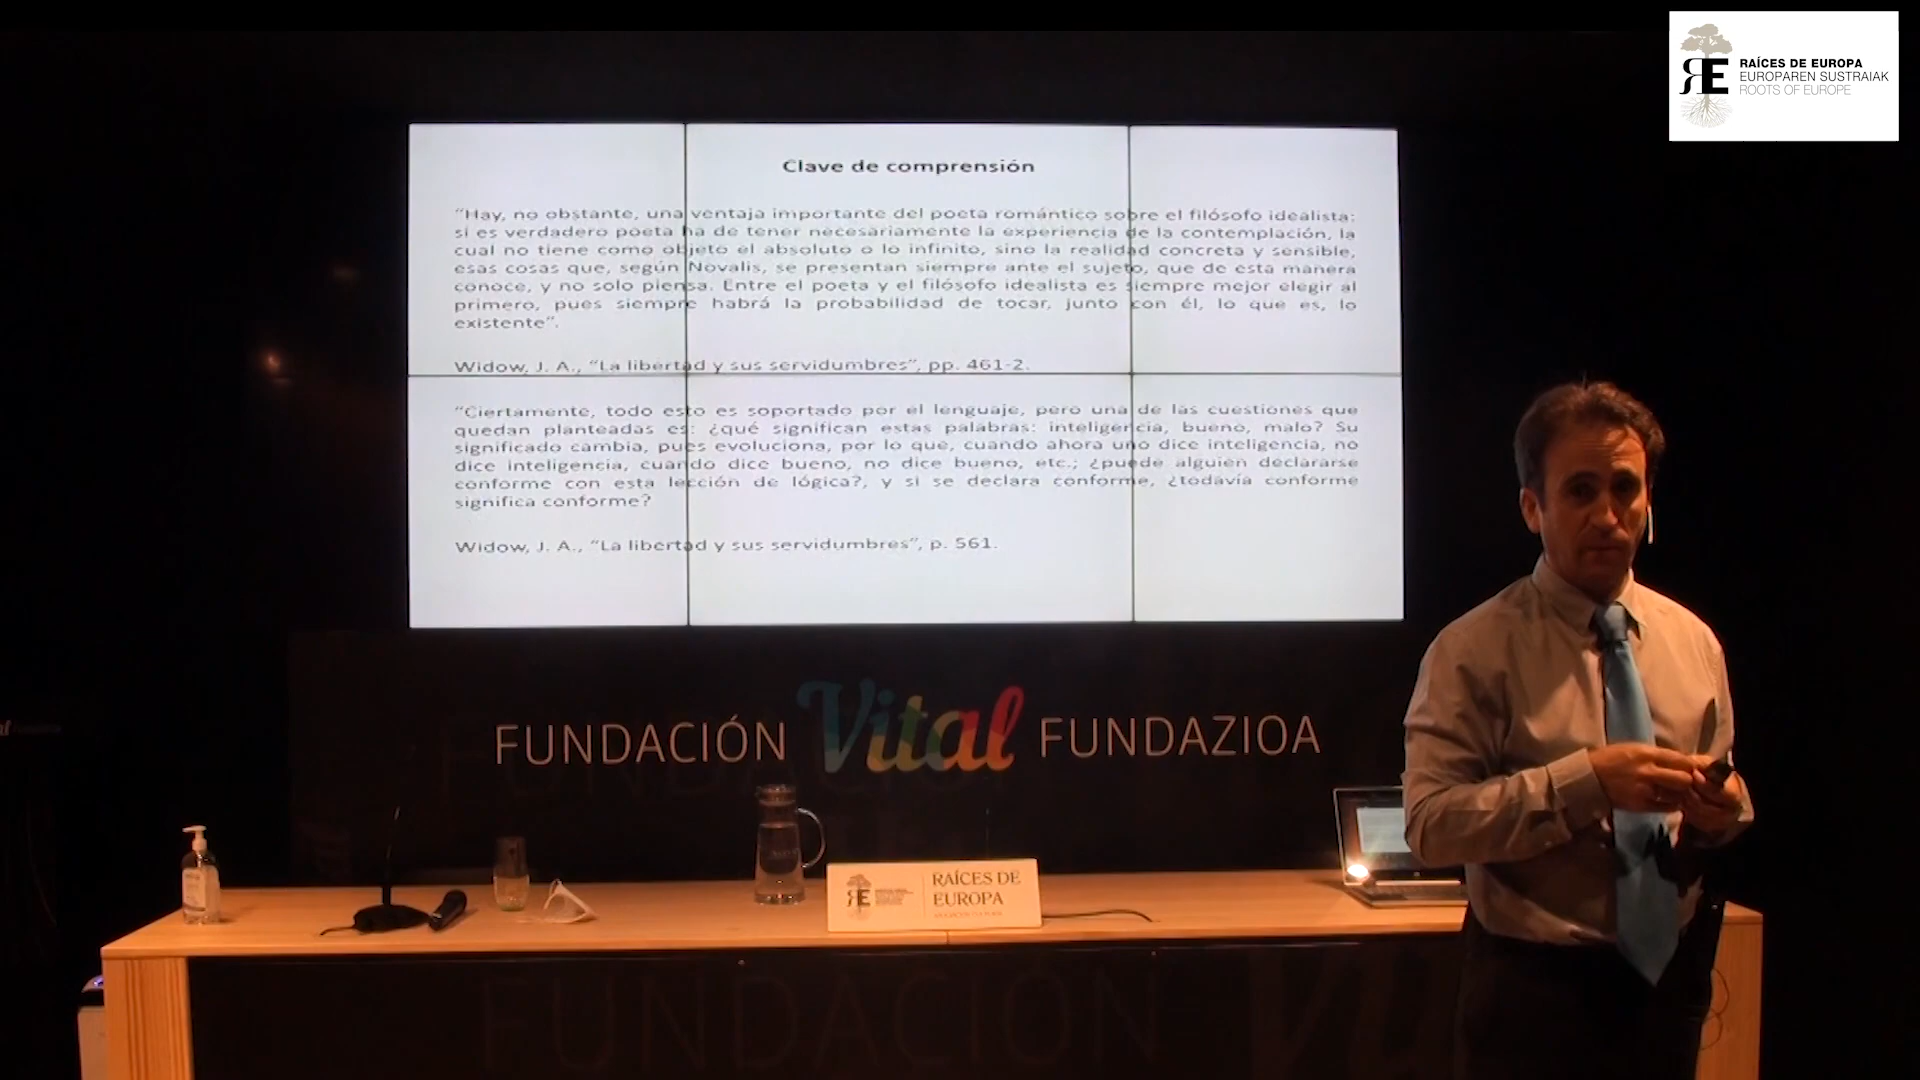 RAÍCES DE EUROPA
EUROPAREN SUSTRAIAK
ROOTS OF EUROPE
Clave de comprensión
“Hay, no obstante, una ventaja importante del poeta romántico sobre el filósofo idealista:
si es verdadero poeta ha de tener necesariamente la experiencia de la contemplación, la
cual no tiene como objeto el absoluto o lo infinito, sino la realidad concreta y sensible,
esas cosas que, según Novalis, se presentan siempre ante el sujeto, que de esta manera
conoce, y no solo piensa. Entre el poeta y el filósofo idealista es siempre mejor elegir al
primero, pues siempre habrá la probabilidad de tocar, junto con él, lo que es, lo
existente”.
Widow, J. A., “La libertad y sus servidumbres”, pp. 461-2.
“Ciertamente, todo esto es soportado por el lenguaje, pero una de las cuestiones que
quedan planteadas es: ¿qué significan estas palabras: inteligencia, bueno, malo? Su
significado cambia, pues evoluciona, por lo que, cuando ahora uno dice inteligencia, no
dice inteligencia, cuando dice bueno, no dice bueno, etc.; ¿puede alguien declararse
conforme con esta lección de lógica?, y si se declara conforme, ¿todavía conforme
significa conforme?
Widow, J. A., “La libertad y sus servidumbres”, p. 561.
FUNDACIÓN Vital FUNDAZIOA
RAÍCES DE
EUROPA
FUNDACIÓN